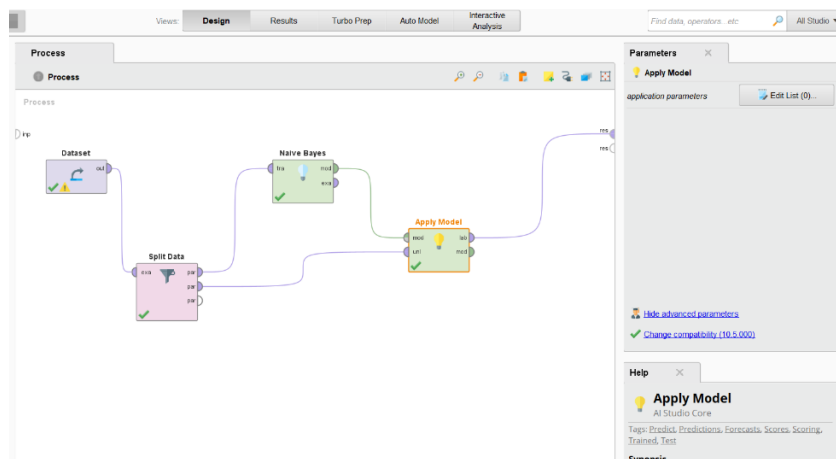 Views:
Design
Results
Turbo Prep
Auto Model
Interactive
Analysis
Find data, operators...etc
All Studio
Process
Process
Process
inp
res
res
Dataset
out
Naive Bayes
tra
mod
exa
Apply Model
mod
lab
unl
mod
Split Data
exa
par
par
par
Parameters
Apply Model
application parameters
Edit List (0)...
Hide advanced parameters
Change compatibility (10.5.000)
Help
Apply Model
AI Studio Core
Tags: Predict, Predictions, Forecasts, Scores, Scoring,
Trained, Test
Synopsis